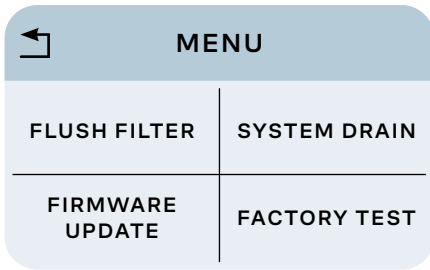 MENU
FLUSH FILTER
SYSTEM DRAIN
FIRMWARE
UPDATE
FACTORY TEST